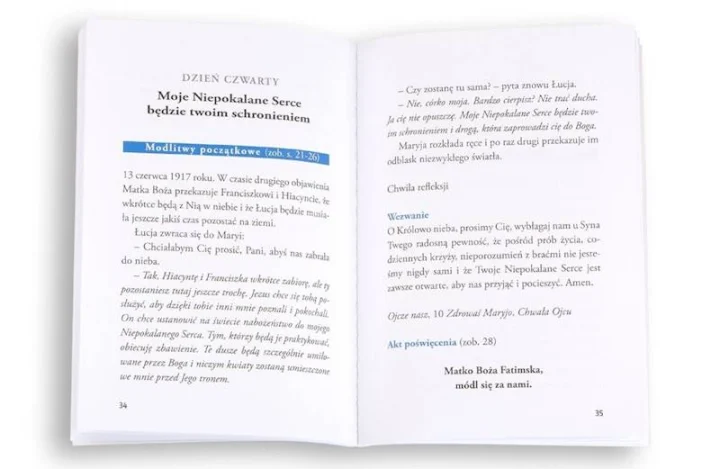 DZIEŃ CZWARTY
Moje Niepokalane Serce
będzie twoim schronieniem
Modlitwy początkowe (zob. s. 21-26)
13 czerwca 1917 roku. W czasie drugiego objawienia
Matka Boża przekazuje Franciszkowi i Hiacyncie, że
wkrótce będą z Nią w niebie i że Łucja będzie musia-
ła jeszcze jakiś czas pozostać na ziemi.
Łucja zwraca się do Maryi:
– Chciałabym Cię prosić, Pani, abyś nas zabrała
do nieba.
– Tak, Hiacyntę i Franciszka wkrótce zabiorę, ale ty
pozostaniesz tutaj jeszcze trochę. Jezus chce się tobą po-
służyć, aby dzięki tobie inni mnie poznali i pokochali.
On chce ustanowić na świecie nabożeństwo do mojego
Niepokalanego Serca. Tym, którzy będą je praktykować,
obiecuję zbawienie. Te dusze będą szczególnie umiło-
wane przez Boga i niczym kwiaty zostaną umieszczone
we mnie przed Jego tronem.
34
– Czy zostanę tu sama? – pyta znowu Łucja.
– Nie, córko moja. Bardzo cierpisz? Nie trać ducha.
Ja cię nie opuszczę. Moje Niepokalane Serce będzie two-
im schronieniem i drogą, która zaprowadzi cię do Boga.
Maryja rozkłada ręce i po raz drugi przekazuje im
odblask niezwykłego światła.
Chwila refleksji
Wezwanie
O Królowo nieba, prosimy Cię, wybłagaj nam u Syna
Twego radosną pewność, że pośród prób życia, co-
dziennych krzyży, nieporozumień z braćmi nie jeste-
śmy nigdy sami i że Twoje Niepokalane Serce jest
zawsze otwarte, aby nas przyjąć i pocieszyć. Amen.
Ojcze nasz, 10 Zdrowaś Maryjo, Chwała Ojcu
Akt poświęcenia (zob. 28)
Matko Boża Fatimska,
módl się za nami.
35